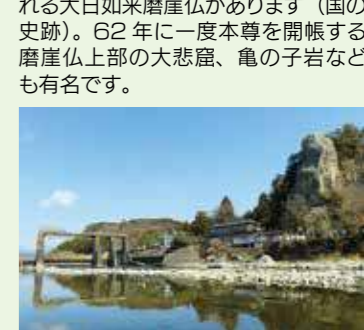 れる大日如来磨崖仏があります（国の
史跡）。62 年に一度本尊を開帳する
磨崖仏上部の大悲窟、亀の子岩など
も有名です。